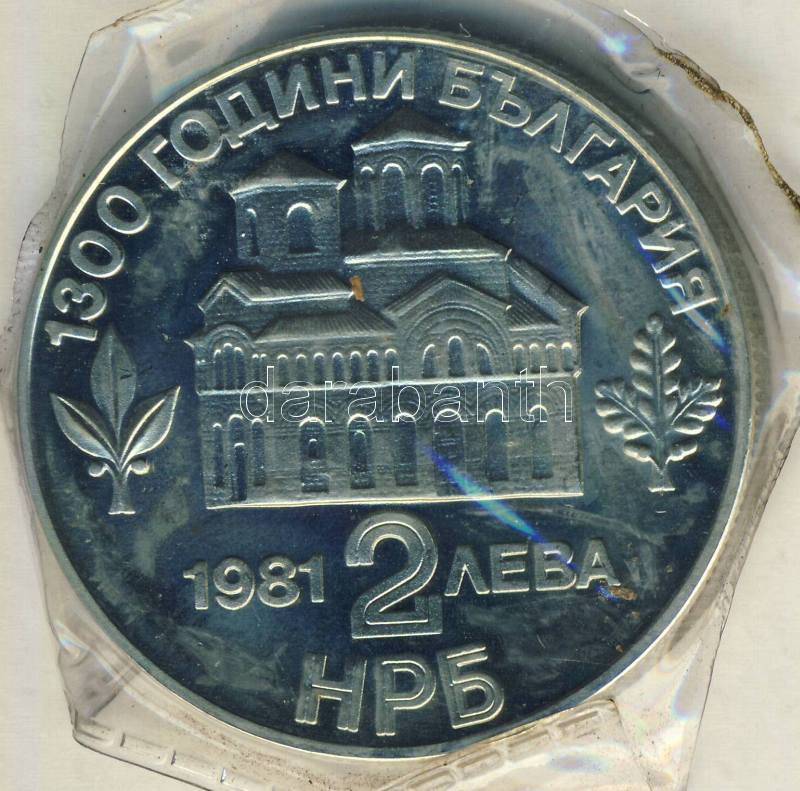 1300 ГОДИНИ БЪЛГАРИЯ
darabanth
1981 2 ЛЕВА
НРБ